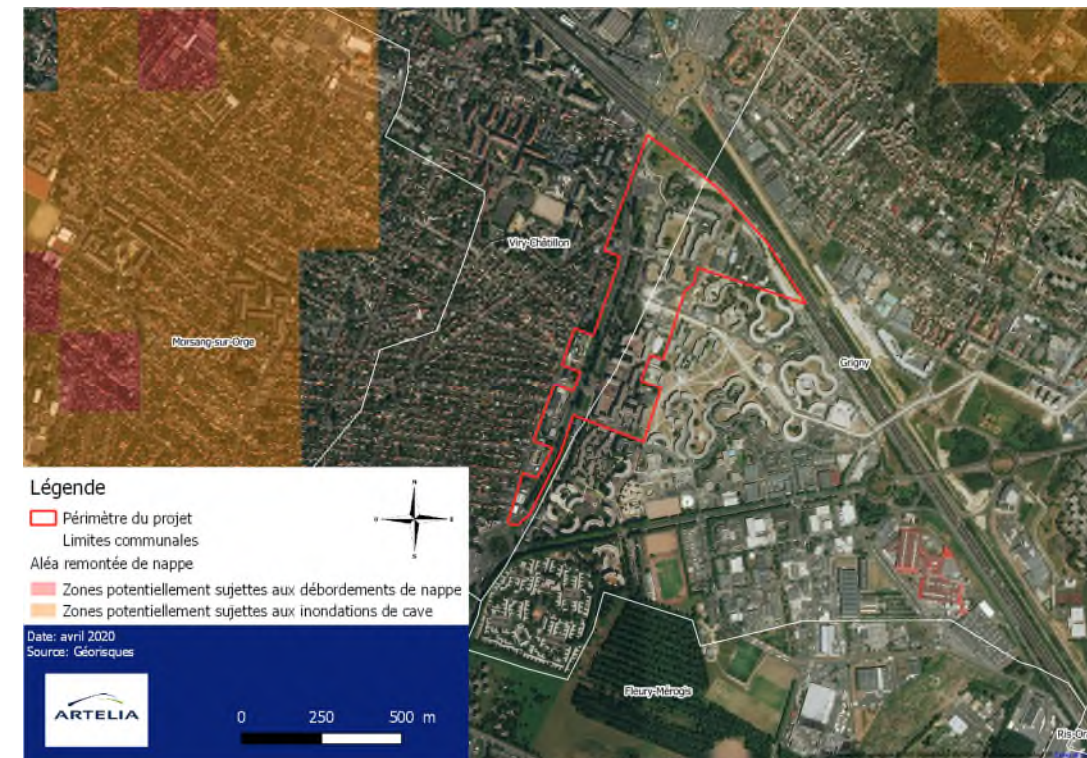 Viry-Châtillon
Morsang-sur-Orge
Grigny
Fleury-Mérogis
Légende
Périmètre du projet
Limites communales
Aléa remontée de nappe
Zones potentiellement sujettes aux débordements de nappe
Zones potentiellement sujettes aux inondations de cave
N
O
E
S
Date: avril 2020
Source: Géorisques
ARTELIA
0 250 500 m
Ris-Or